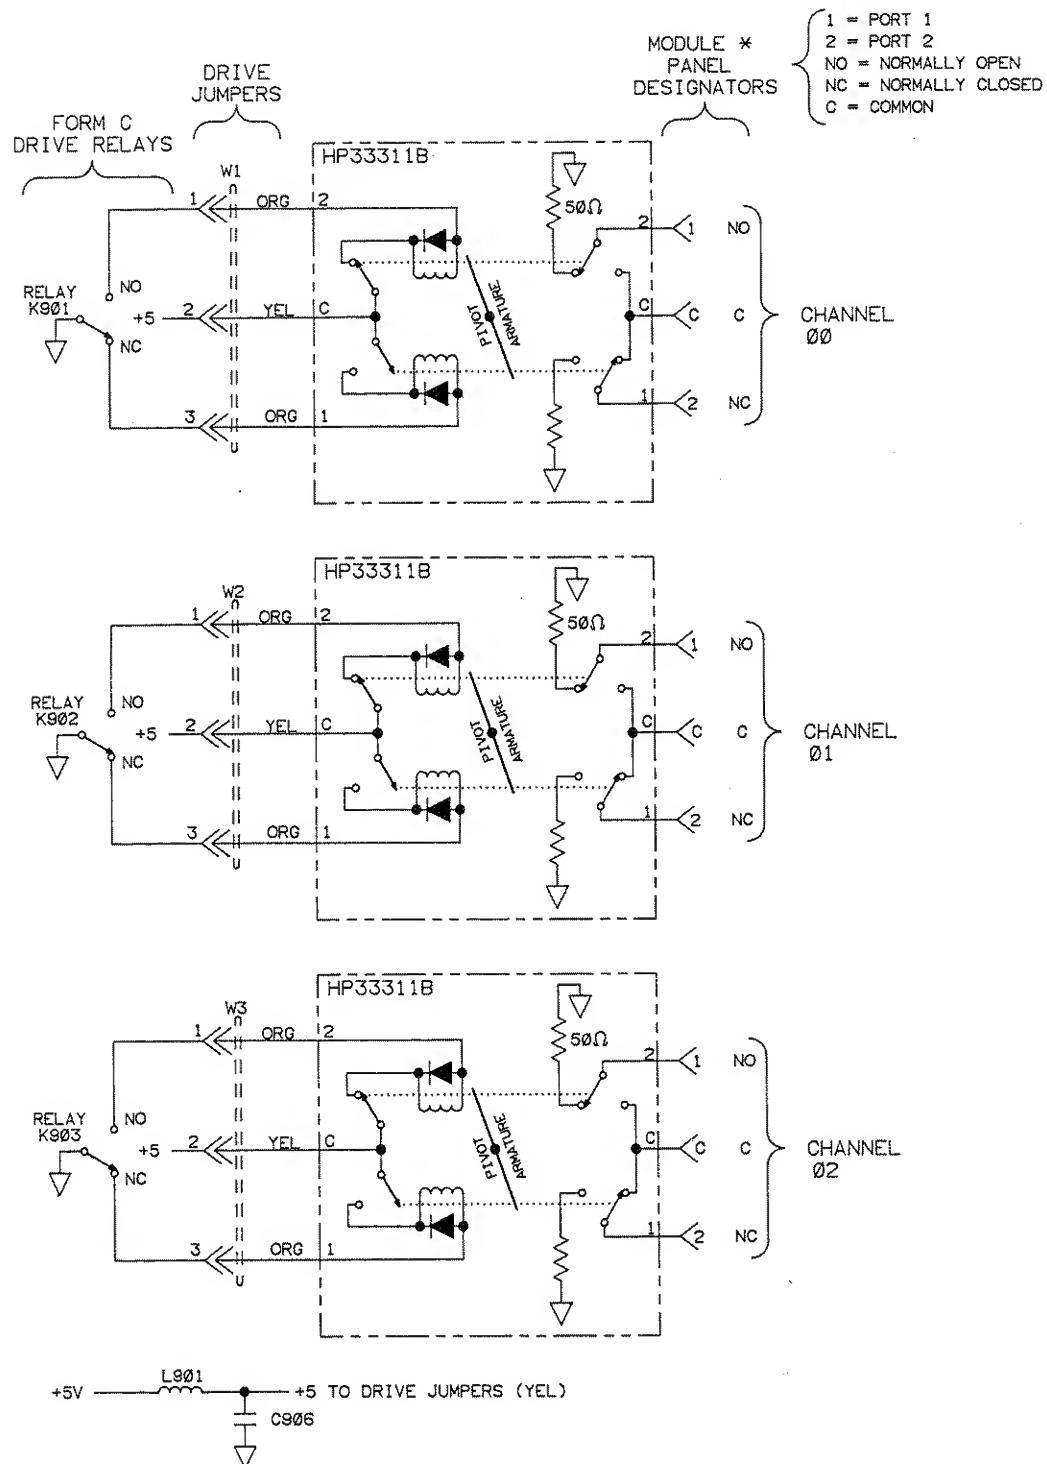 1 = PORT 1
2 = PORT 2
NO = NORMALLY OPEN
NC = NORMALLY CLOSED
C = COMMON
MODULE *
PANEL
DESIGNATORS
DRIVE
JUMPERS
FORM C
DRIVE RELAYS
HP33311B
W1
1 ORG 2
50Ω
2 1 NO
NO
RELAY
K901
+5 2 YEL C
PIVOT
ARMATURE
C C C
CHANNEL
00
NC
3 ORG 1
1 2 NC
HP33311B
W2
1 ORG 2
50Ω
2 1 NO
NO
RELAY
K902
+5 2 YEL C
PIVOT
ARMATURE
C C C
CHANNEL
01
NC
3 ORG 1
1 2 NC
HP33311B
W3
1 ORG 2
50Ω
2 1 NO
NO
RELAY
K903
+5 2 YEL C
PIVOT
ARMATURE
C C C
CHANNEL
02
NC
3 ORG 1
1 2 NC
L901
+5V
+5 TO DRIVE JUMPERS (YEL)
C906